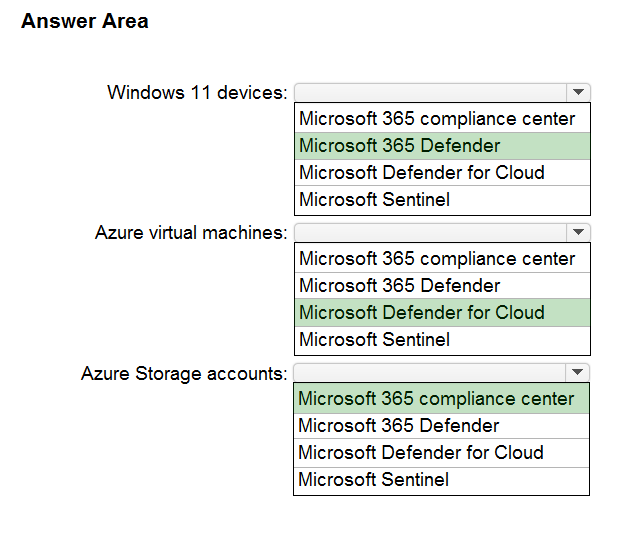 Answer Area
Windows 11 devices:
Microsoft 365 compliance center
Microsoft 365 Defender
Microsoft Defender for Cloud
Microsoft Sentinel
Azure virtual machines:
Microsoft 365 compliance center
Microsoft 365 Defender
Microsoft Defender for Cloud
Microsoft Sentinel
Azure Storage accounts:
Microsoft 365 compliance center
Microsoft 365 Defender
Microsoft Defender for Cloud
Microsoft Sentinel